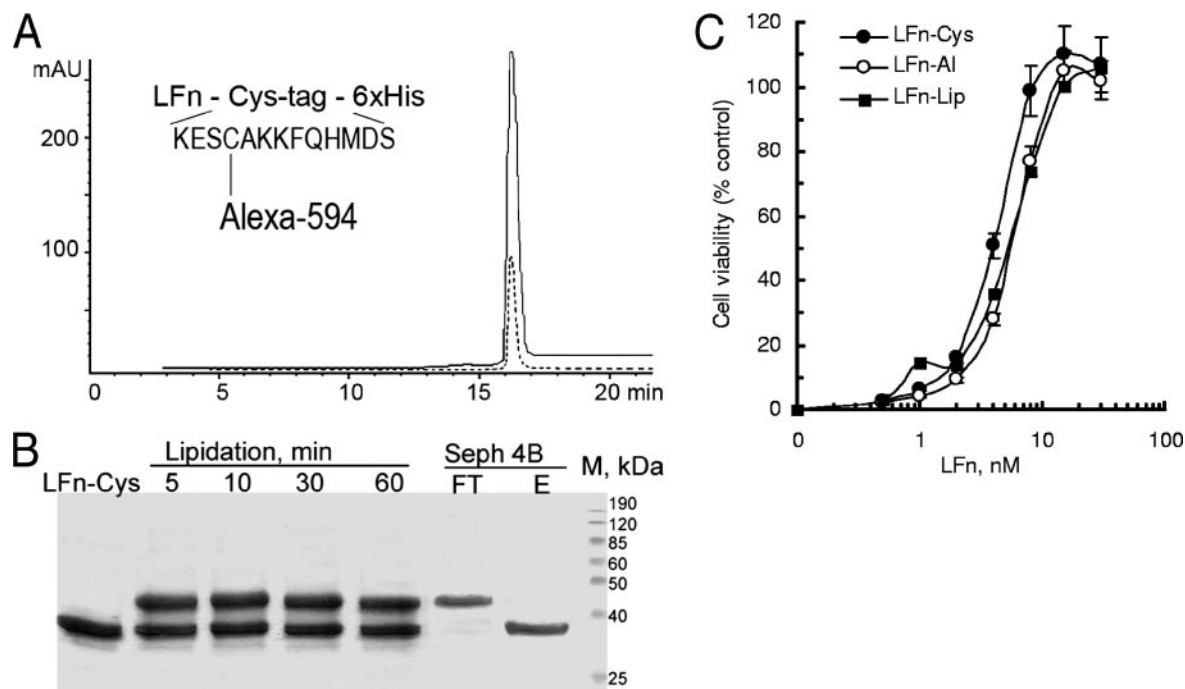 A
mAU
200
100
LFn - Cys-tag - 6xHis
KESCAKKFQHMDS
Alexa-594
0 5 10 16 20 min
B
Lipidation, min
Seph 4B
M, kDa
LFn-Cys 5 10 30 60 FT E
190
120
85
60
50
40
25
C
LFn-Cys
LFn-Al
LFn-Lip
Cell viability (% control)
120
100
80
60
40
20
0
0 1 10 100
LFn, nM